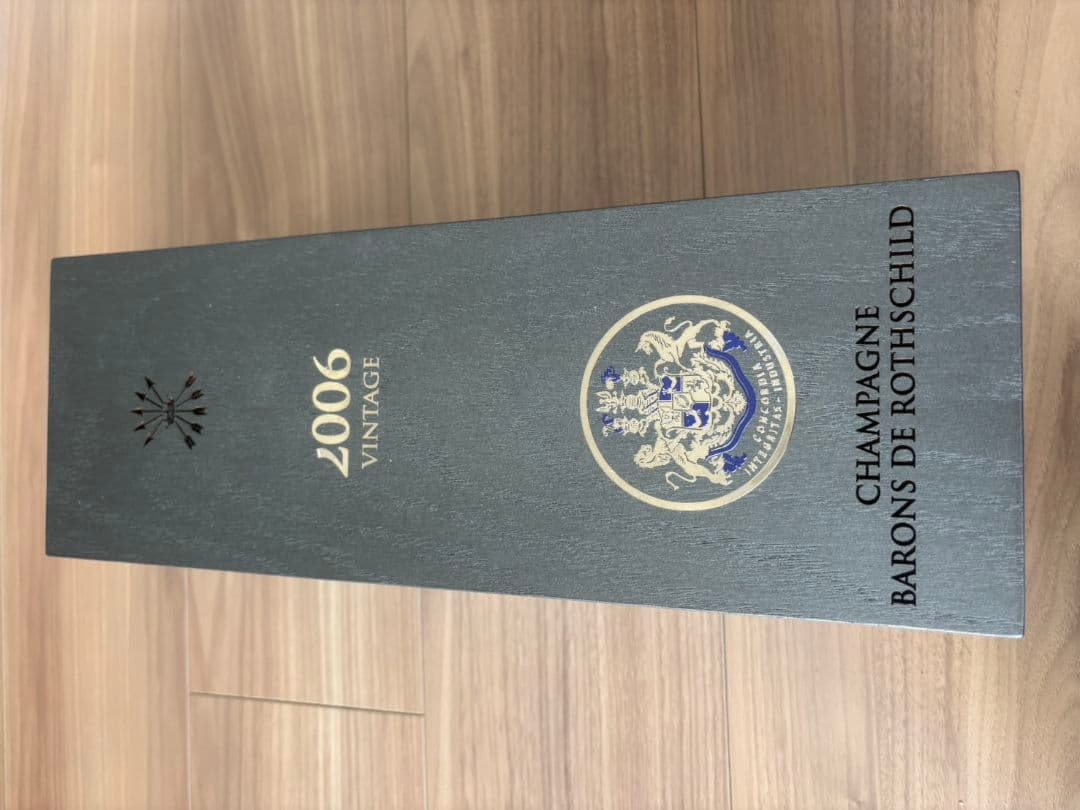 2006
VINTAGE
CONCORDIA
INTEGRITAS - INDUSTRIA
CHAMPAGNE
BARONS DE ROTHSCHILD